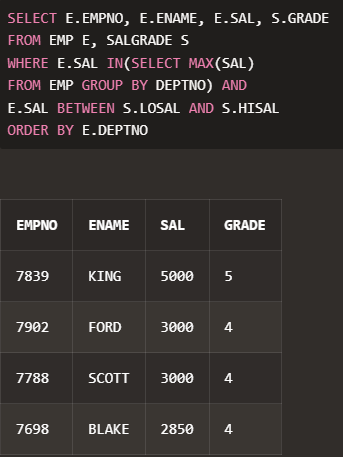 SELECT E.EMPNO, E.ENAME, E.SAL, S.GRADE
FROM EMP E, SALGRADE S
WHERE E.SAL IN(SELECT MAX(SAL)
FROM EMP GROUP BY DEPTNO) AND
E.SAL BETWEEN S.LOSAL AND S.HISAL
ORDER BY E.DEPTNO
EMPNO ENAME SAL GRADE
7839 KING 5000 5
7902 FORD 3000 4
7788 SCOTT 3000 4
7698 BLAKE 2850 4